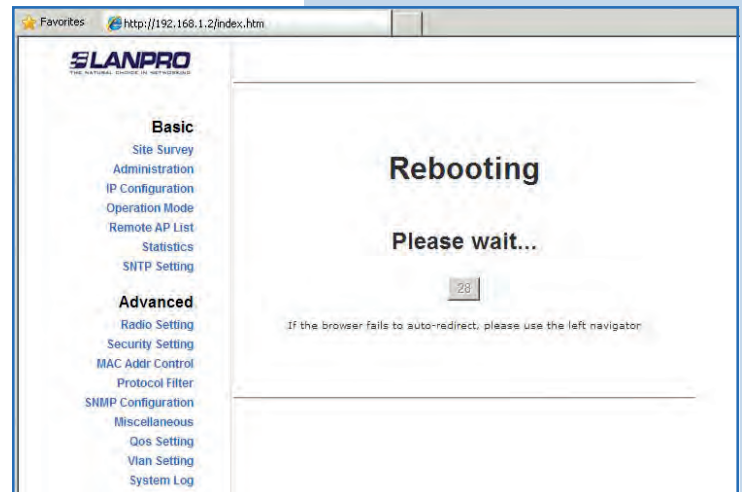 Favorites
http://192.168.1.2/index.htm
LANPRO
THE NATURAL CHOICE IN NETWORKING
Basic
Site Survey
Administration
IP Configuration
Operation Mode
Remote AP List
Statistics
SNTP Setting
Advanced
Radio Setting
Security Setting
MAC Addr Control
Protocol Filter
SNMP Configuration
Miscellaneous
Qos Setting
Vlan Setting
System Log
Rebooting
Please wait...
28
If the browser fails to auto-redirect, please use the left navigator